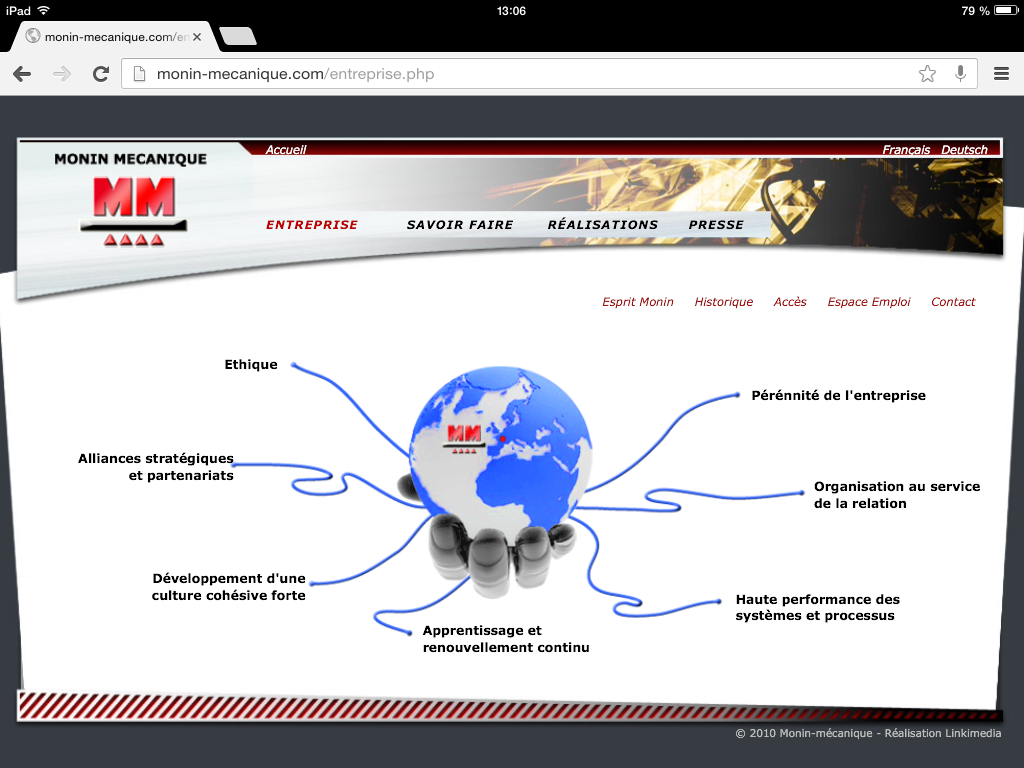 iPad 13:06 79 %
monin-mecanique.com/en
monin-mecanique.com/entreprise.php
MONIN MECANIQUE
Accueil
Français Deutsch
MM
ENTREPRISE SAVOIR FAIRE RÉALISATIONS PRESSE
Esprit Monin Historique Accès Espace Emploi Contact
Ethique
Pérénnité de l'entreprise
MM
Alliances stratégiques
et partenariats
Organisation au service
de la relation
Développement d'une
culture cohésive forte
Haute performance des
systèmes et processus
Apprentissage et
renouvellement continu
© 2010 Monin-mécanique - Réalisation Linkimedia